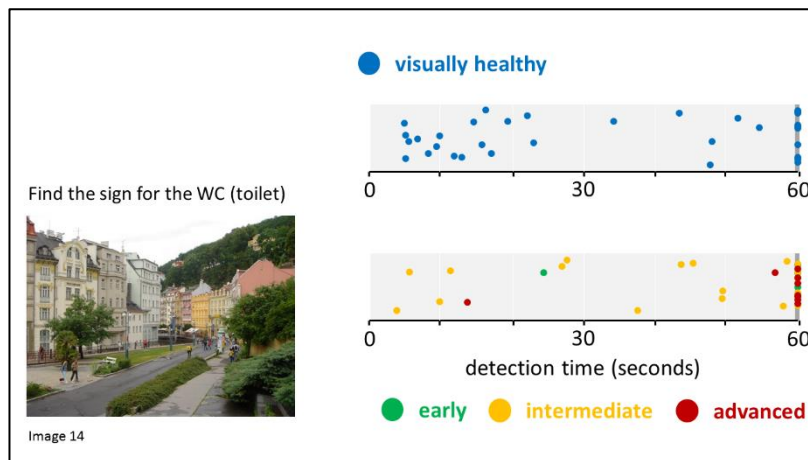 visually healthy
0 30 60
Find the sign for the WC (toilet)
0 30 60
detection time (seconds)
early intermediate advanced
Image 14